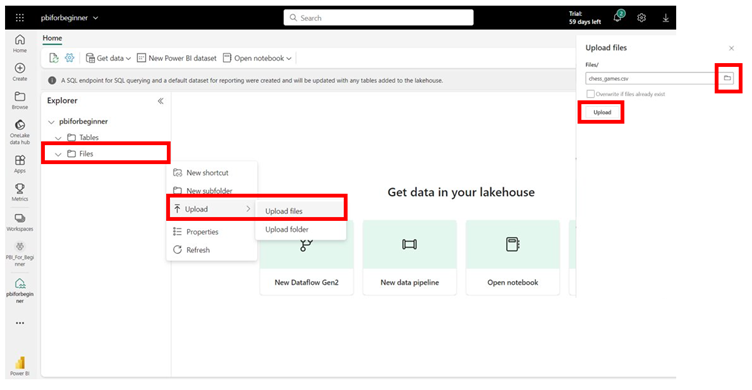 pbiforbeginner
Search
Trial:
59 days left
2
Home
Home
Get data
New Power BI dataset
Open notebook
A SQL endpoint for SQL querying and a default dataset for reporting were created and will be updated with any tables added to the lakehouse.
Create
Browse
OneLake
data hub
Apps
Metrics
Workspaces
PBI_For_Begi
nner
pbiforbegin
ner
Power BI
Explorer
pbiforbeginner
Tables
Files
New shortcut
New subfolder
Upload
Properties
Refresh
Upload files
Upload folder
Get data in your lakehouse
New Dataflow Gen2
New data pipeline
Open notebook
Upload files
Files/
chess_games.csv
Overwrite if files already exist
Upload